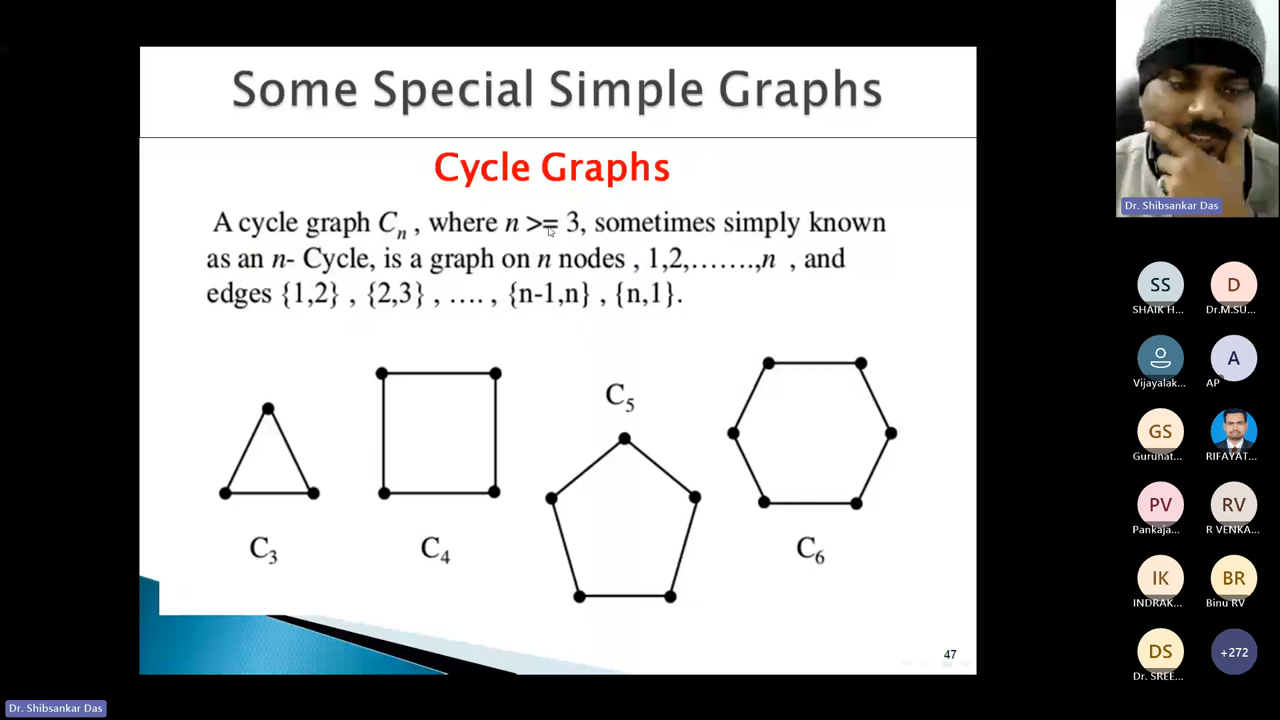 Some Special Simple Graphs
Cycle Graphs
A cycle graph Cₙ , where n >= 3, sometimes simply known
as an n- Cycle, is a graph on n nodes , 1,2,…….,n , and
edges {1,2} , {2,3} , …. , {n-1,n} , {n,1}.
C₃
C₄
C₅
C₆
47
Dr. Shibsankar Das
SS
SHAIK H...
D
Dr.M.SU...
Vijayalak...
A
AP
GS
Gurunat...
RIFAYAT...
PV
Pankaja...
RV
R VENKA...
IK
INDRAK...
BR
Binu RV
DS
Dr. SREE...
+272
Dr. Shibsankar Das